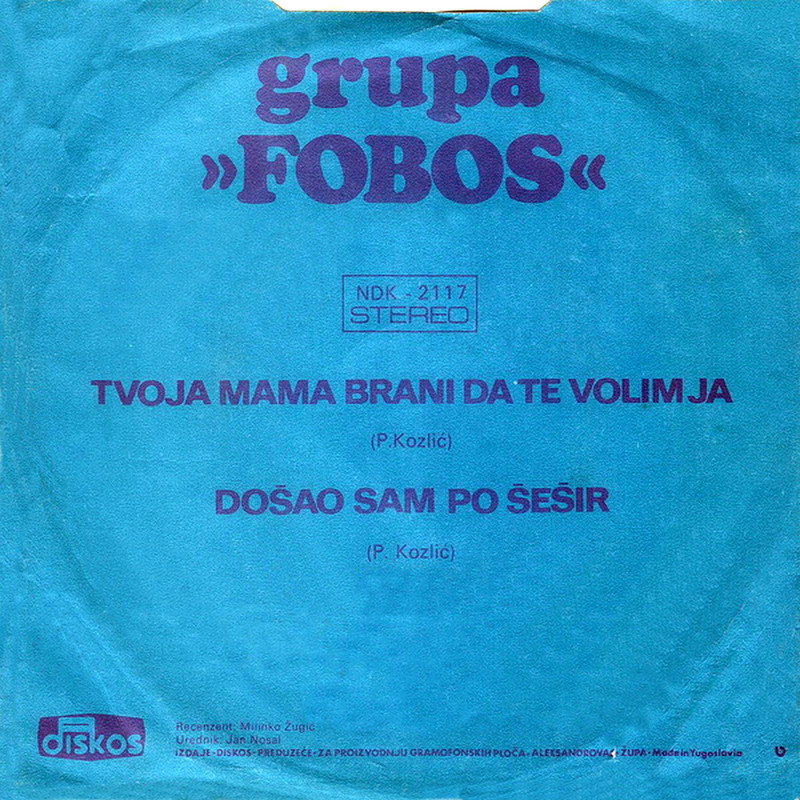 grupa
»FOBOS«
NDK - 2117
STEREO
TVOJA MAMA BRANI DA TE VOLIM JA
(P.Kozlić)
DOŠAO SAM PO ŠEŠIR
(P. Kozlić)
DISKOS
Recenzent: Milinko Žugić
Urednik: Jan Nosal
IZDAJE-DISKOS-PREDUZEĆE-ZA PROIZVODNJU GRAMOFONSKIH PLOČA-ALEKSANDROVAC-ŽUPA-Made in Yugoslavia